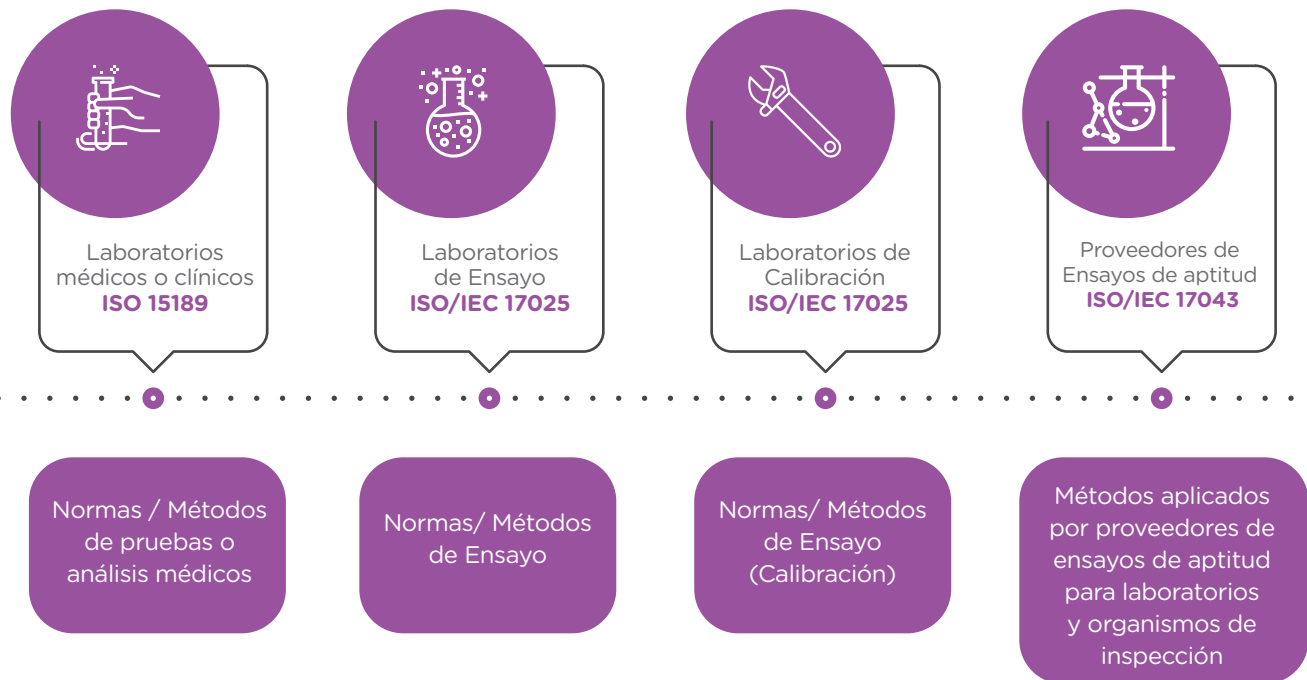 Laboratorios
médicos o clínicos
ISO 15189
Laboratorios
de Ensayo
ISO/IEC 17025
Laboratorios de
Calibración
ISO/IEC 17025
Proveedores de
Ensayos de aptitud
ISO/IEC 17043
Normas / Métodos
de pruebas o
análisis médicos
Normas/ Métodos
de Ensayo
Normas/ Métodos
de Ensayo
(Calibración)
Métodos aplicados
por proveedores de
ensayos de aptitud
para laboratorios
y organismos de
inspección